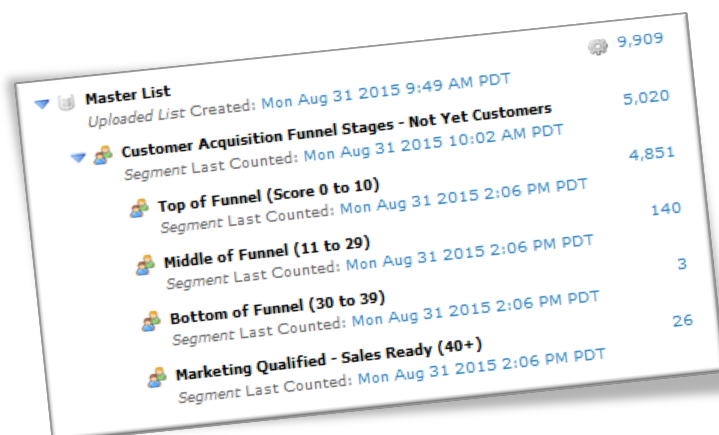 Master List 9,909
Uploaded List Created: Mon Aug 31 2015 9:49 AM PDT
Customer Acquisition Funnel Stages - Not Yet Customers 5,020
Segment Last Counted: Mon Aug 31 2015 10:02 AM PDT
Top of Funnel (Score 0 to 10) 4,851
Segment Last Counted: Mon Aug 31 2015 2:06 PM PDT
Middle of Funnel (11 to 29) 140
Segment Last Counted: Mon Aug 31 2015 2:06 PM PDT
Bottom of Funnel (30 to 39) 3
Segment Last Counted: Mon Aug 31 2015 2:06 PM PDT
Marketing Qualified - Sales Ready (40+) 26
Segment Last Counted: Mon Aug 31 2015 2:06 PM PDT